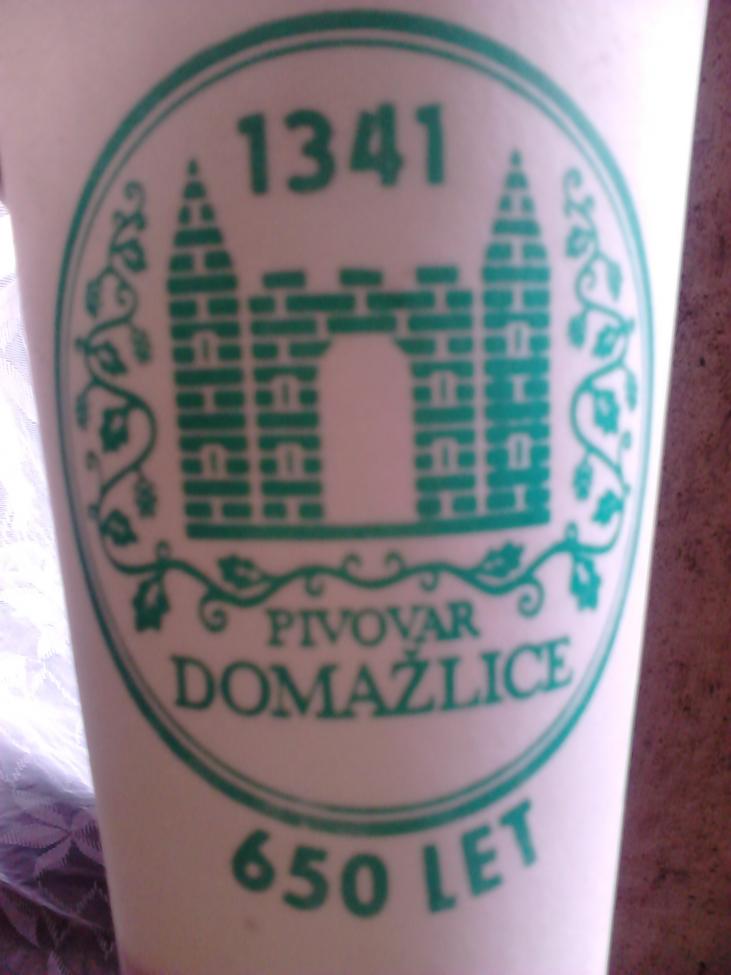 1341
PIVOVAR
DOMAŽLICE
650 LET